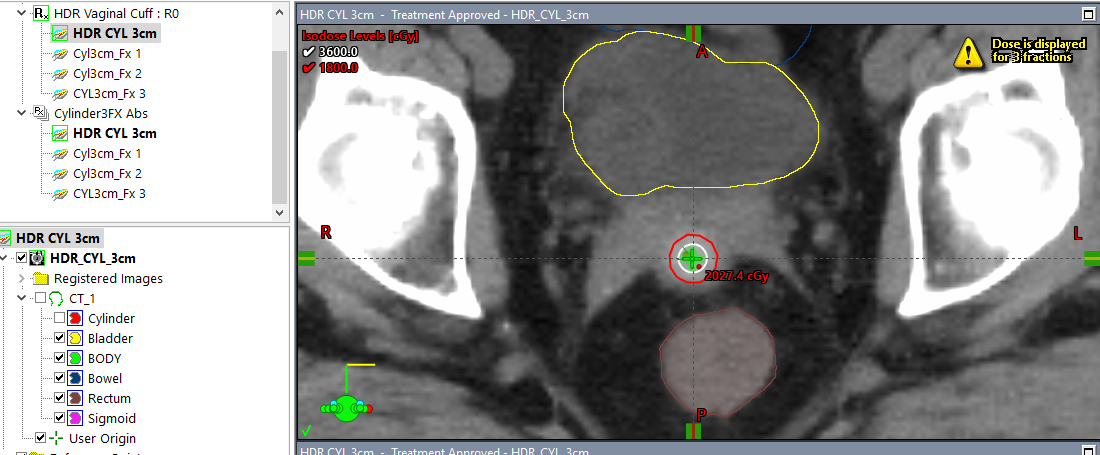 HDR Vaginal Cuff : R0
HDR CYL 3cm
Cyl3cm_Fx 1
Cyl3cm_Fx 2
CYL3cm_Fx 3
Cylinder3FX Abs
HDR CYL 3cm
Cyl3cm_Fx 1
Cyl3cm_Fx 2
CYL3cm_Fx 3
HDR CYL 3cm
HDR_CYL_3cm
Registered Images
CT_1
Cylinder
Bladder
BODY
Bowel
Rectum
Sigmoid
User Origin
HDR CYL 3cm - Treatment Approved - HDR_CYL_3cm
Isodose Levels [cGy]
3600.0
1800.0
A
Dose is displayed
for 3 fractions
R
L
2027.4 cGy
P
HDR CYL 3cm - Treatment Approved - HDR_CYL_3cm